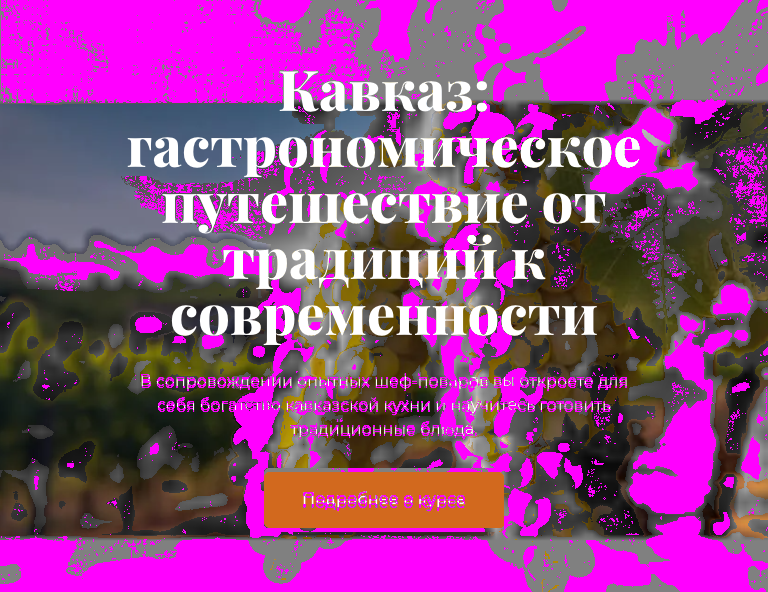 Кавказ:
гастрономическое
путешествие от
традиций к
современности
В сопровождении опытных шеф-поваров вы откроете для
себя богатство кавказской кухни и научитесь готовить
традиционные блюда
Подробнее о курсе